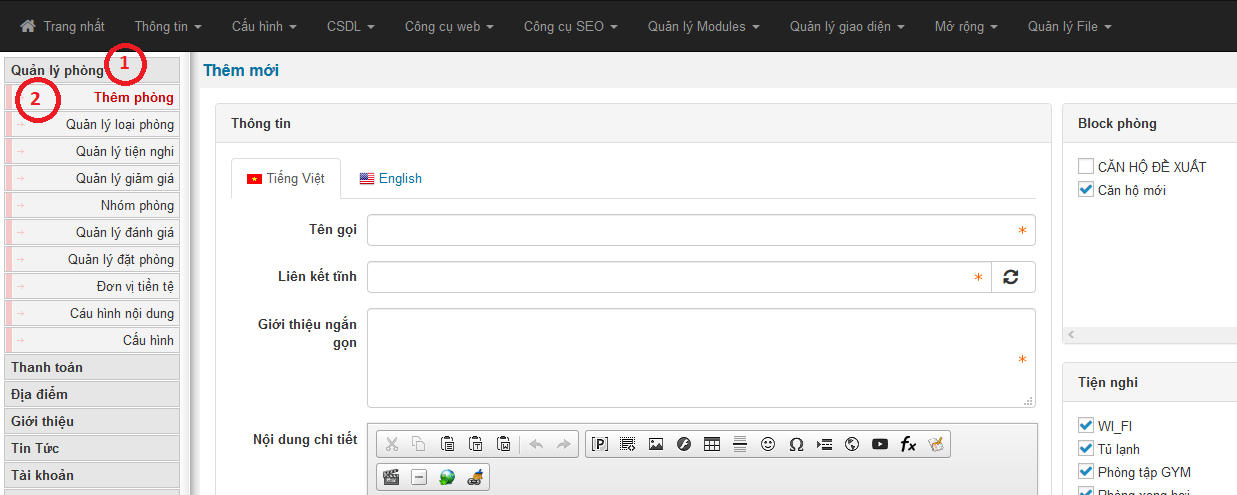 Trang nhất Thông tin Cấu hình CSDL Công cụ web Công cụ SEO Quản lý Modules Quản lý giao diện Mở rộng Quản lý File
Quản lý phòng
1
2
Thêm phòng
Quản lý loại phòng
Quản lý tiện nghi
Quản lý giảm giá
Nhóm phòng
Quản lý đánh giá
Quản lý đặt phòng
Đơn vị tiền tệ
Cáu hình nội dung
Cấu hình
Thanh toán
Địa điểm
Giới thiệu
Tin Tức
Tài khoản
Thêm mới
Thông tin
Tiếng Việt English
Tên gọi *
Liên kết tĩnh *
Giới thiệu ngắn
gọn *
Nội dung chi tiết
Block phòng
CĂN HỘ ĐỀ XUẤT
Căn hộ mới
Tiện nghi
WI_FI
Tủ lạnh
Phòng tập GYM